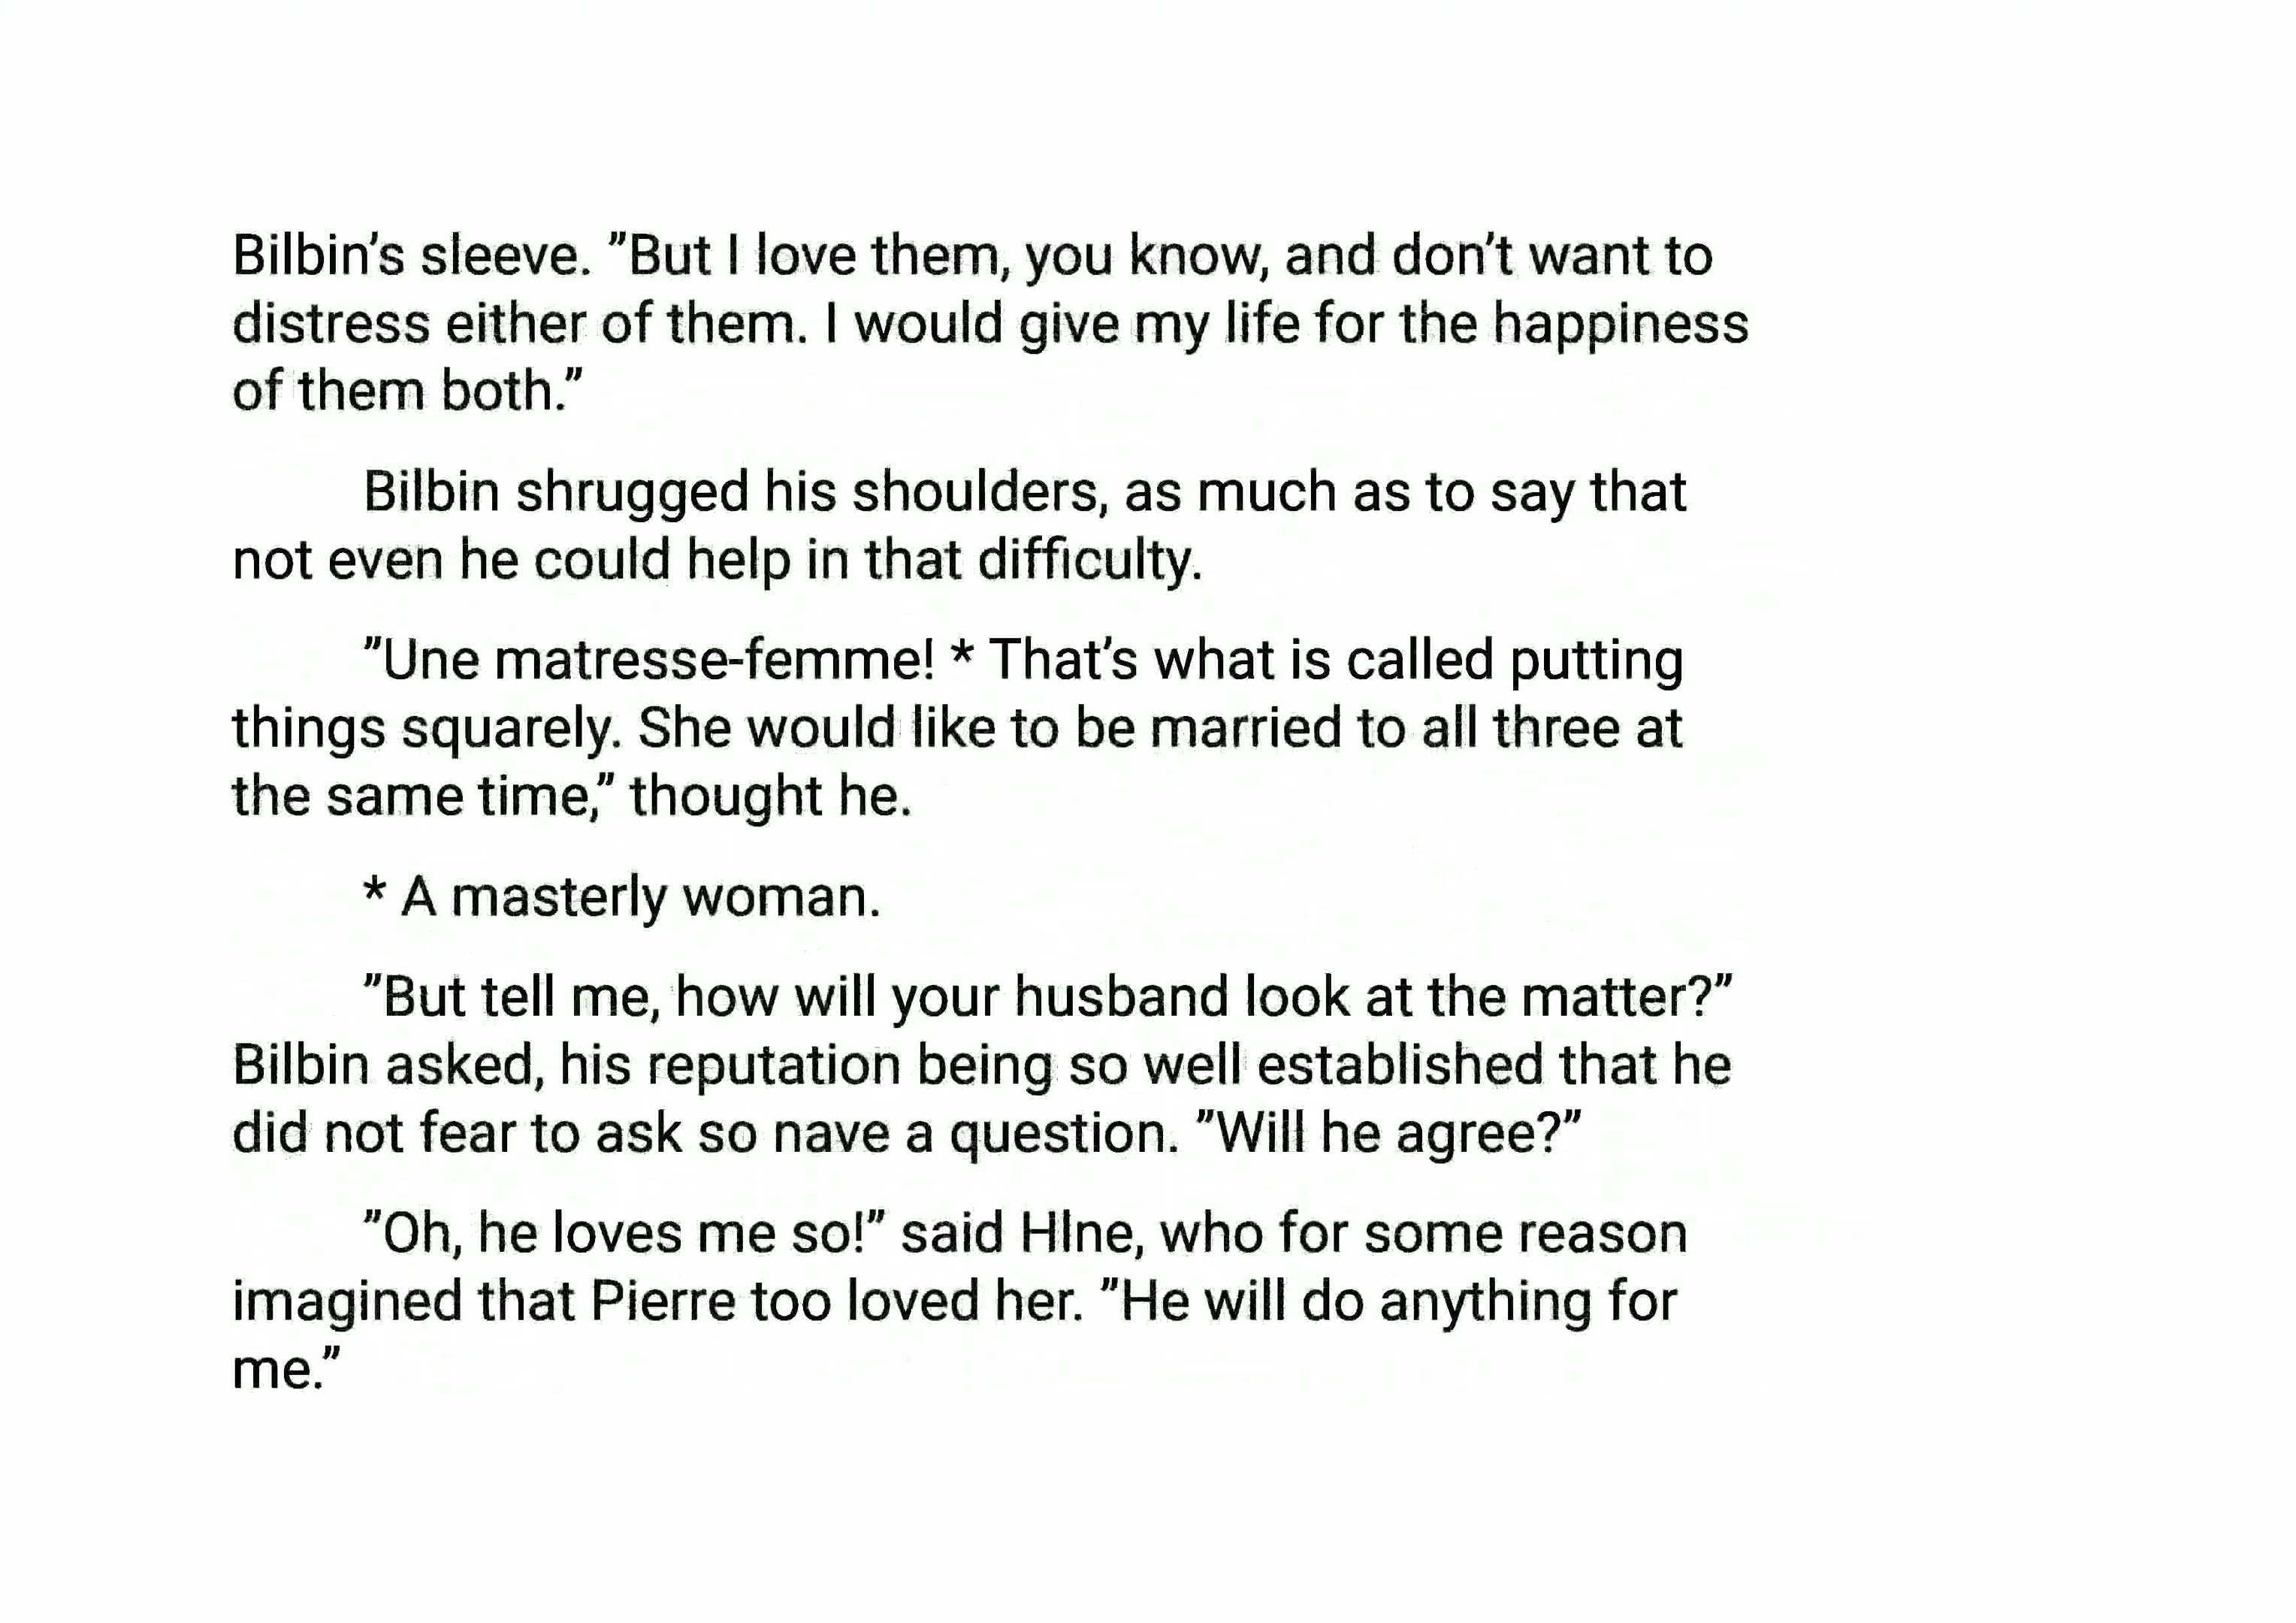 Bilbin’s sleeve. ”But I love them, you know, and don’t want to
distress either of them. I would give my life for the happiness
of them both.”
Bilbin shrugged his shoulders, as much as to say that
not even he could help in that difficulty.
”Une matresse-femme! * That’s what is called putting
things squarely. She would like to be married to all three at
the same time,” thought he.
* A masterly woman.
”But tell me, how will your husband look at the matter?”
Bilbin asked, his reputation being so well established that he
did not fear to ask so nave a question. ”Will he agree?”
”Oh, he loves me so!” said Hlne, who for some reason
imagined that Pierre too loved her. ”He will do anything for
me.”